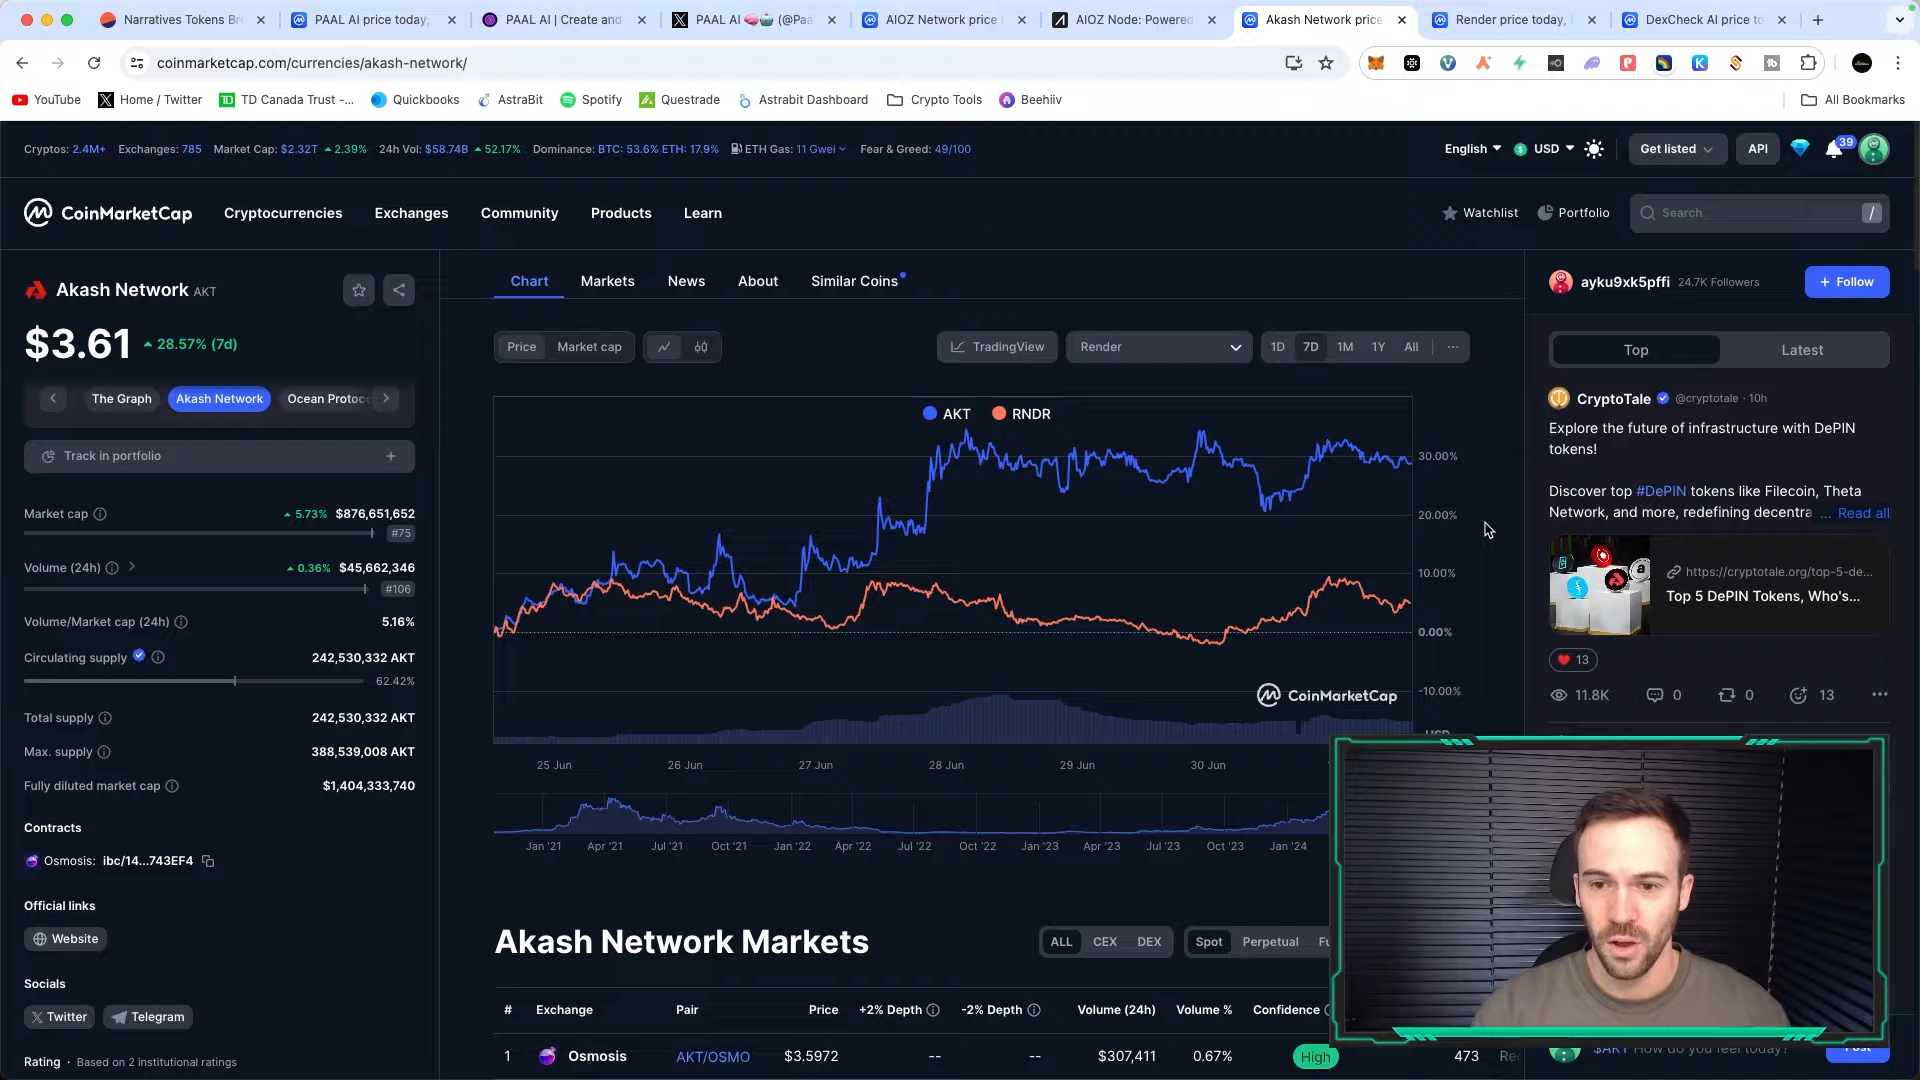 Narratives Tokens Br
PAAL AI price today,
PAAL AI | Create and
PAAL AI 🧠🤖 (@Paa
AIOZ Network price t
AIOZ Node: Powered
Akash Network price
Render price today,
DexCheck AI price to
coinmarketcap.com/currencies/akash-network/
YouTube
Home / Twitter
TD Canada Trust -...
Quickbooks
AstraBit
Spotify
Questrade
Astrabit Dashboard
Crypto Tools
Beehiiv
All Bookmarks
Cryptos: 2.4M+ Exchanges: 785 Market Cap: $2.32T 2.39% 24h Vol: $58.74B 52.17% Dominance: BTC: 53.6% ETH: 17.9% ETH Gas: 11 Gwei Fear & Greed: 49/100
English
USD
Get listed
API
39
CoinMarketCap
Cryptocurrencies
Exchanges
Community
Products
Learn
Watchlist
Portfolio
Search
/
Akash Network AKT
$3.61 28.57% (7d)
The Graph
Akash Network
Ocean Protoc
Track in portfolio +
Market cap 5.73% $876,651,652
#75
Volume (24h) 0.36% $45,662,346
#106
Volume/Market cap (24h) 5.16%
Circulating supply 242,530,332 AKT
62.42%
Total supply 242,530,332 AKT
Max. supply 388,539,008 AKT
Fully diluted market cap $1,404,333,740
Contracts
Osmosis: ibc/14...743EF4
Official links
Website
Socials
Twitter
Telegram
Rating · Based on 2 institutional ratings
Chart
Markets
News
About
Similar Coins
Price
Market cap
TradingView
Render
1D
7D
1M
1Y
All
AKT
RNDR
30.00%
20.00%
10.00%
0.00%
-10.00%
CoinMarketCap
USD
25 Jun
26 Jun
27 Jun
28 Jun
29 Jun
30 Jun
Jan '21
Apr '21
Jul '21
Oct '21
Jan '22
Apr '22
Jul '22
Oct '22
Jan '23
Apr '23
Jul '23
Oct '23
Jan '24
Akash Network Markets
ALL
CEX
DEX
Spot
Perpetual
Fu
# Exchange Pair Price +2% Depth -2% Depth Volume (24h) Volume % Confidence
1 Osmosis AKT/OSMO $3.5972 -- -- $307,411 0.67% High 473 Re
ayku9xk5pffi 24.7K Followers
+ Follow
Top
Latest
CryptoTale @cryptotale · 10h
Explore the future of infrastructure with DePIN
tokens!
Discover top #DePIN tokens like Filecoin, Theta
Network, and more, redefining decentra ... Read all
https://cryptotale.org/top-5-de...
Top 5 DePIN Tokens, Who's...
13
11.8K
0
0
13
$AKT How do you feel today?
Post